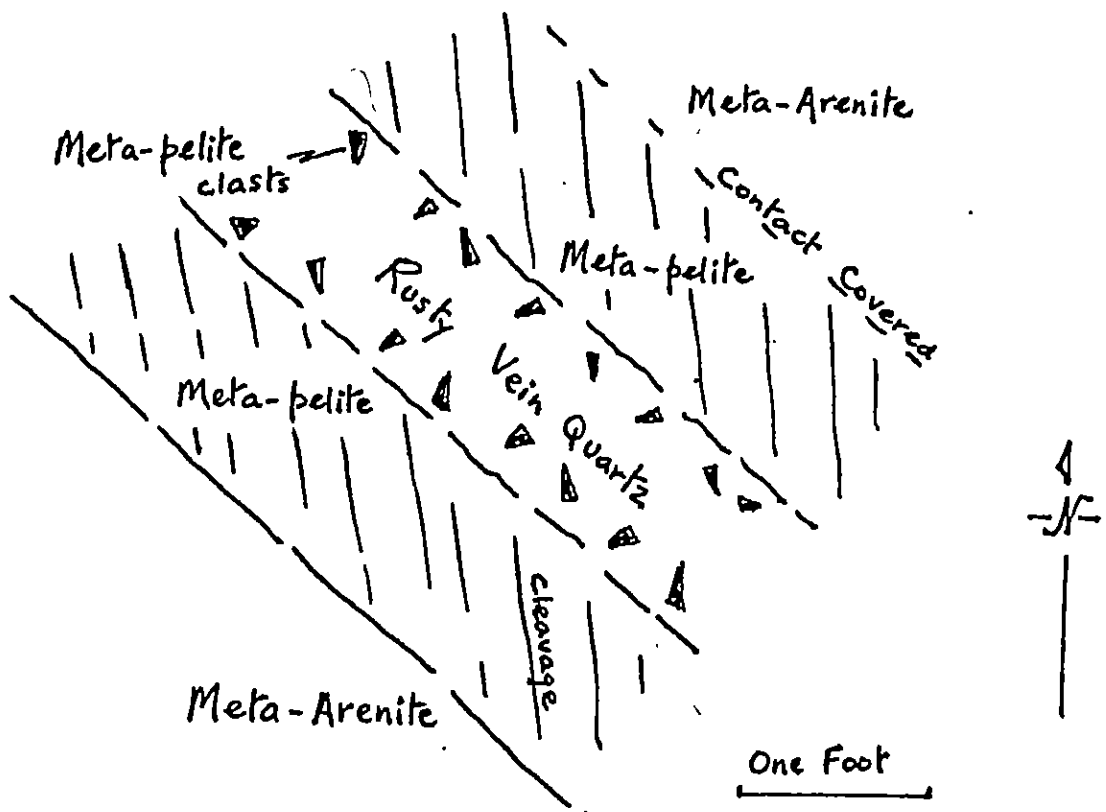 Meta-Arenite
Meta-pelite
clasts
Contact Covered
Meta-pelite
Rusty
Vein Quartz
Meta-pelite
cleavage
Meta-Arenite
N
One Foot